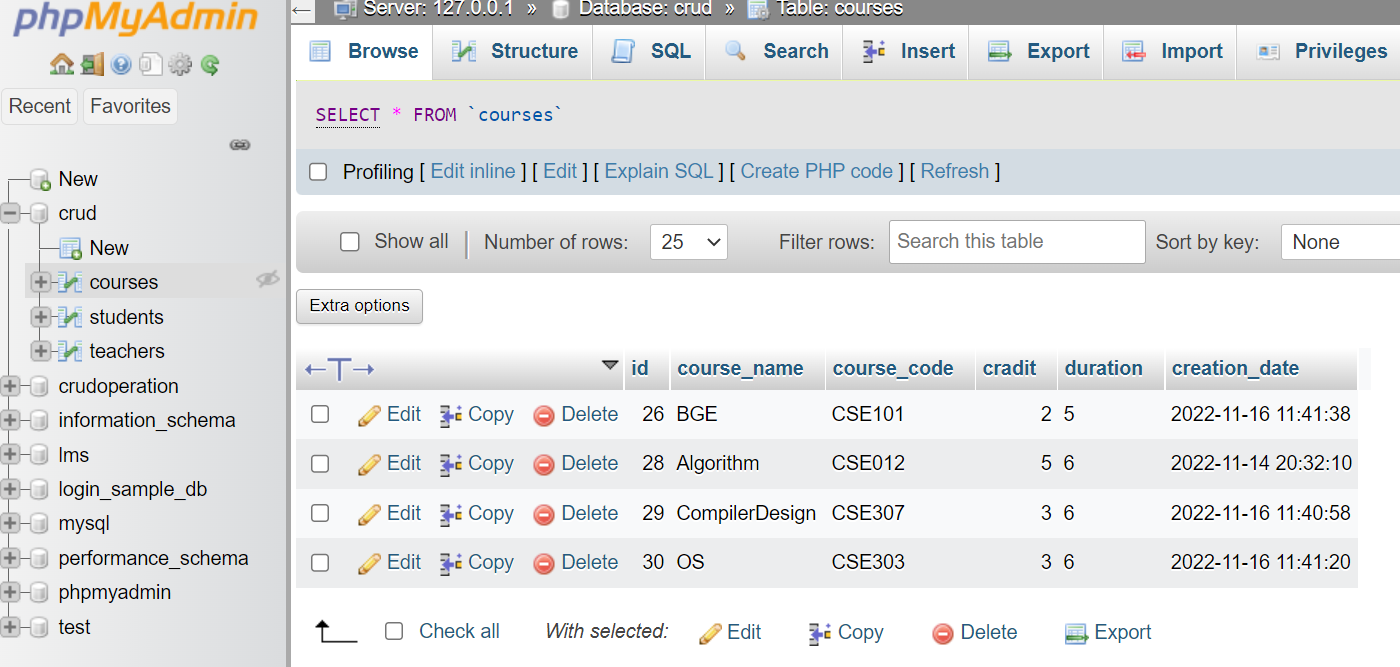 phpMyAdmin
Recent Favorites
New
crud
New
courses
students
teachers
crudoperation
information_schema
lms
login_sample_db
mysql
performance_schema
phpmyadmin
test
Server: 127.0.0.1 » Database: crud » Table: courses
Browse Structure SQL Search Insert Export Import Privileges
SELECT * FROM `courses`
Profiling [ Edit inline ] [ Edit ] [ Explain SQL ] [ Create PHP code ] [ Refresh ]
Show all Number of rows: 25 Filter rows: Search this table Sort by key: None
Extra options
←T→ id course_name course_code cradit duration creation_date
Edit Copy Delete 26 BGE CSE101 2 5 2022-11-16 11:41:38
Edit Copy Delete 28 Algorithm CSE012 5 6 2022-11-14 20:32:10
Edit Copy Delete 29 CompilerDesign CSE307 3 6 2022-11-16 11:40:58
Edit Copy Delete 30 OS CSE303 3 6 2022-11-16 11:41:20
Check all With selected: Edit Copy Delete Export